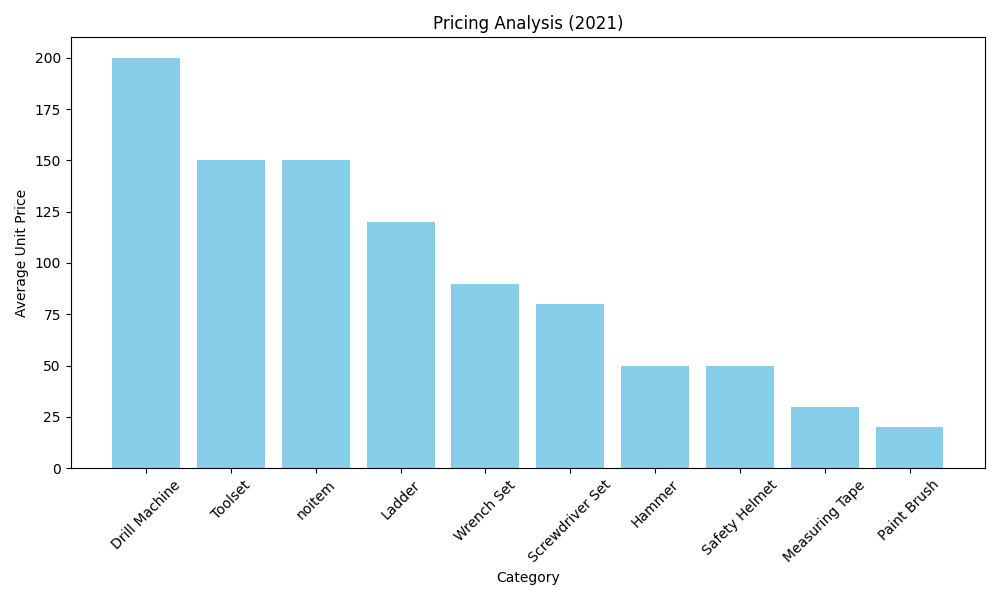 Pricing Analysis (2021)
Average Unit Price
200
175
150
125
100
75
50
25
0
Drill Machine
Toolset
noitem
Ladder
Wrench Set
Screwdriver Set
Hammer
Safety Helmet
Measuring Tape
Paint Brush
Category